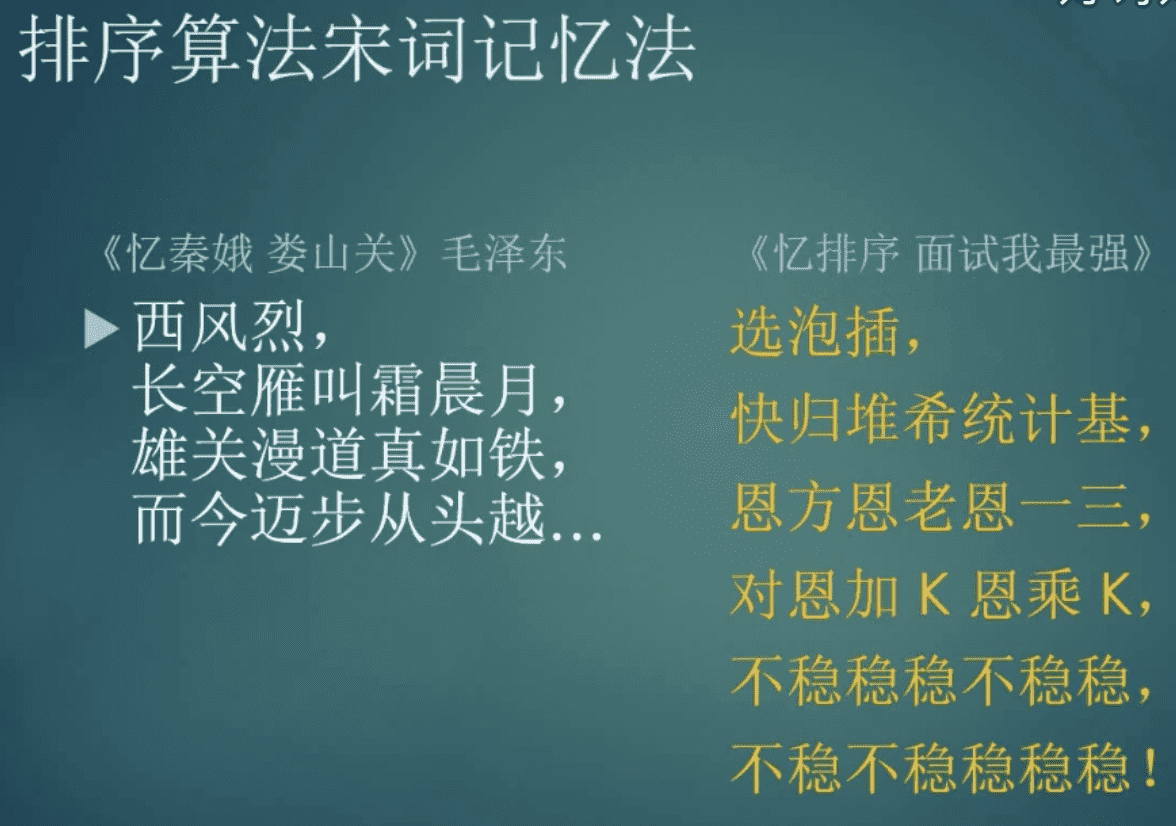 排序算法宋词记忆法
《忆秦娥 娄山关》毛泽东
西风烈，
长空雁叫霜晨月，
雄关漫道真如铁，
而今迈步从头越...
《忆排序 面试我最强》
选泡插，
快归堆希统计基，
恩方恩老恩一三，
对恩加 K 恩乘 K，
不稳稳稳不稳稳，
不稳不稳稳稳稳！